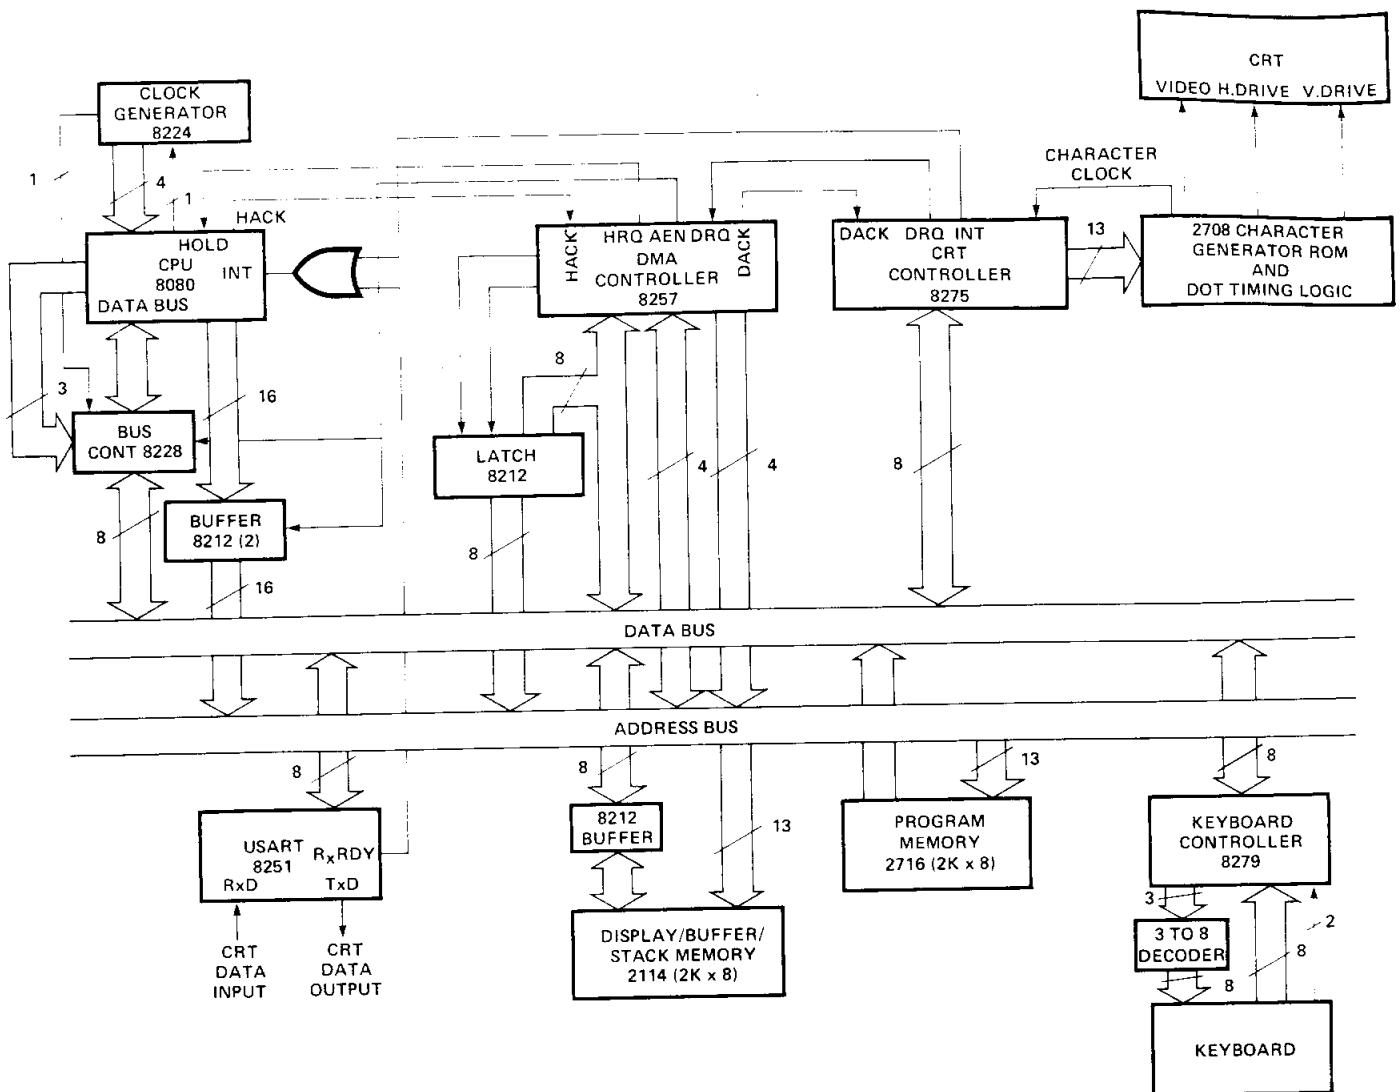 CRT
VIDEO H.DRIVE V.DRIVE
CLOCK
GENERATOR
8224
1
4
1
HACK
CHARACTER
CLOCK
HOLD
CPU
8080
INT
DATA BUS
HACK
HRQ AEN DRQ
DACK
DMA
CONTROLLER
8257
DACK DRQ INT
CRT
CONTROLLER
8275
13
2708 CHARACTER
GENERATOR ROM
AND
DOT TIMING LOGIC
3
16
8
8
BUS
CONT 8228
LATCH
8212
4
4
8
BUFFER
8212 (2)
8
8
16
DATA BUS
ADDRESS BUS
8
8
13
8
USART
8251
RxRDY
RxD
TxD
8212
BUFFER
13
PROGRAM
MEMORY
2716 (2K x 8)
KEYBOARD
CONTROLLER
8279
3
2
CRT
DATA
INPUT
CRT
DATA
OUTPUT
DISPLAY/BUFFER/
STACK MEMORY
2114 (2K x 8)
3 TO 8
DECODER
8
8
KEYBOARD